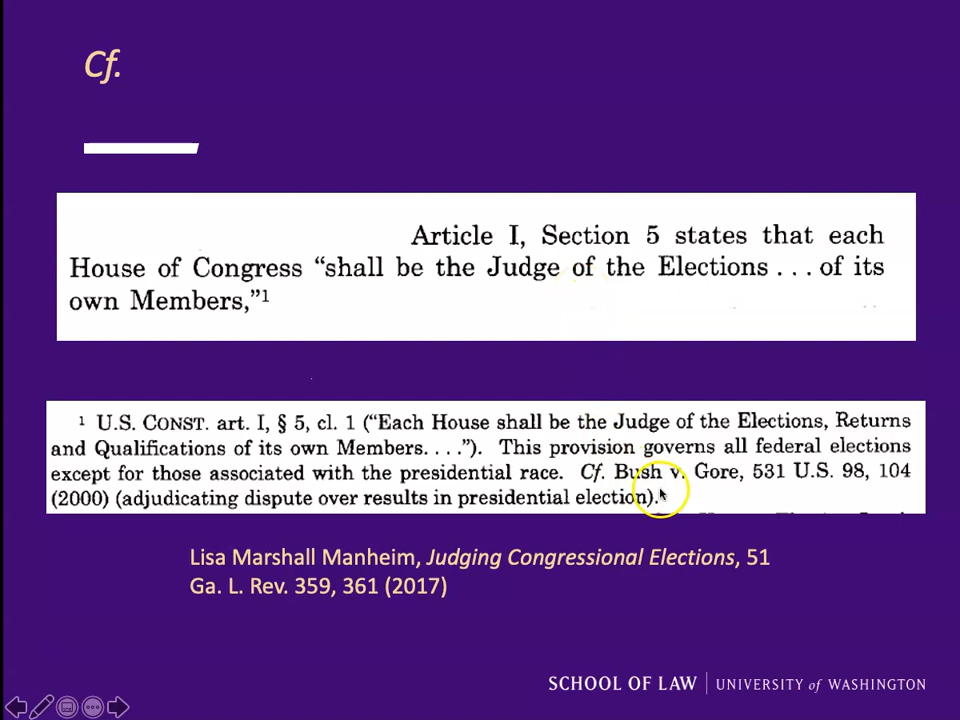 Cf.
Article I, Section 5 states that each
House of Congress “shall be the Judge of the Elections . . . of its
own Members,”1
1 U.S. CONST. art. I, § 5, cl. 1 (“Each House shall be the Judge of the Elections, Returns
and Qualifications of its own Members. . . .”). This provision governs all federal elections
except for those associated with the presidential race. Cf. Bush v. Gore, 531 U.S. 98, 104
(2000) (adjudicating dispute over results in presidential election).
Lisa Marshall Manheim, Judging Congressional Elections, 51
Ga. L. Rev. 359, 361 (2017)
SCHOOL OF LAW | UNIVERSITY of WASHINGTON